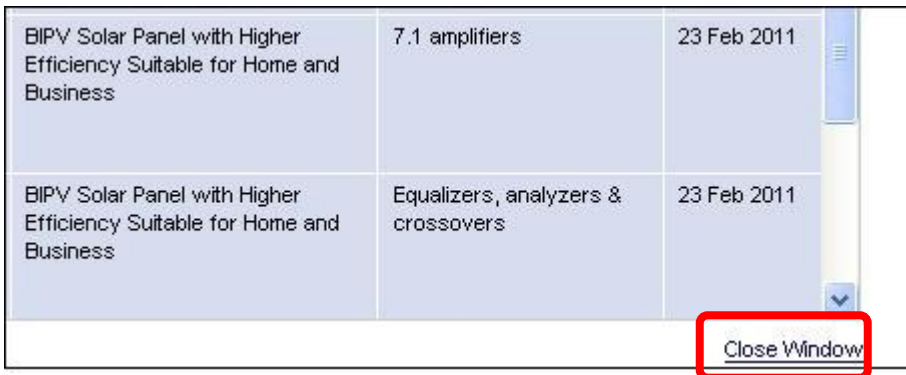 BIPV Solar Panel with Higher
Efficiency Suitable for Home and
Business
7.1 amplifiers
23 Feb 2011
BIPV Solar Panel with Higher
Efficiency Suitable for Home and
Business
Equalizers, analyzers &
crossovers
23 Feb 2011
Close Window